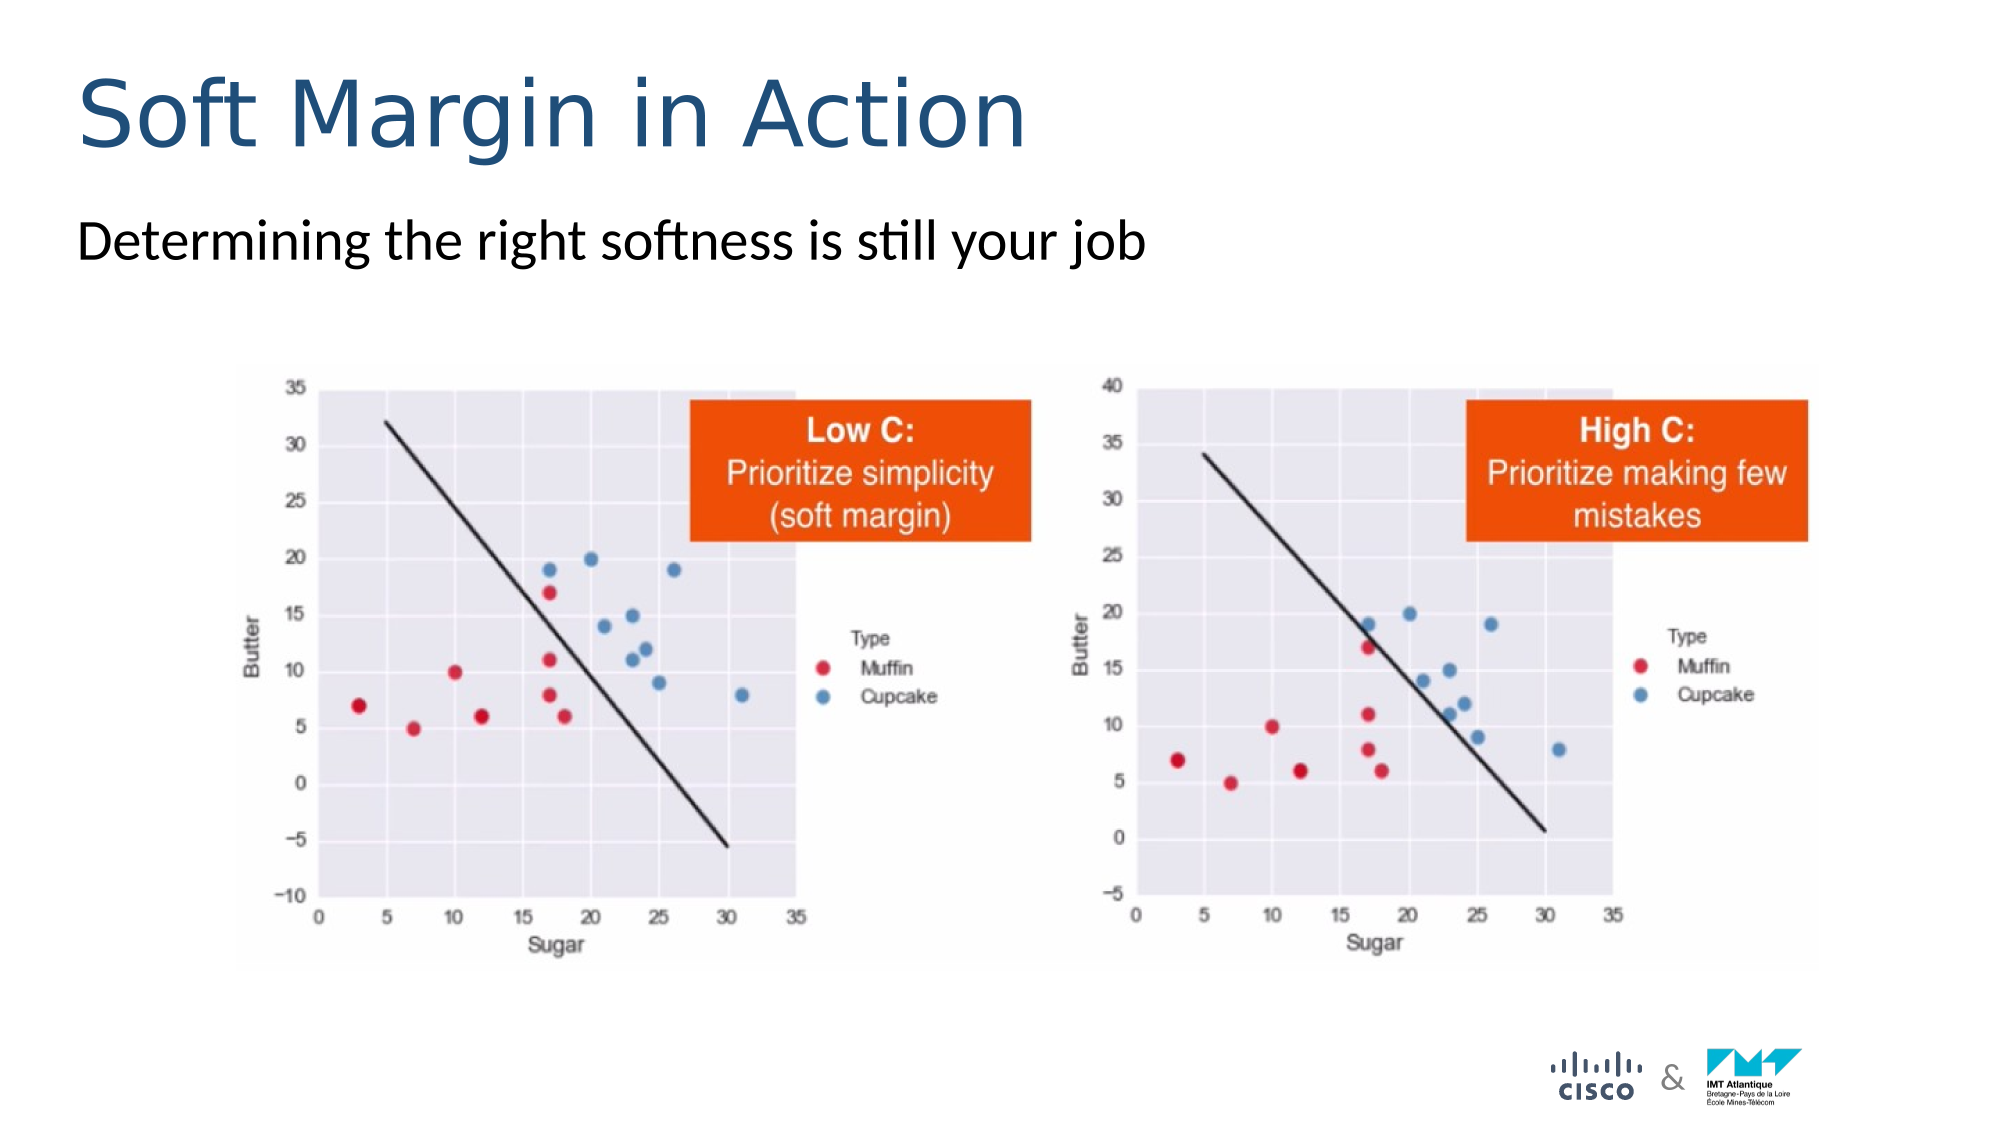 Soft Margin in Action
Determining the right softness is still your job
35
30
25
20
15
10
5
0
−5
−10
Butter
0 5 10 15 20 25 30 35
Sugar
Low C:
Prioritize simplicity
(soft margin)
Type
Muffin
Cupcake
40
35
30
25
20
15
10
5
0
−5
Butter
0 5 10 15 20 25 30 35
Sugar
High C:
Prioritize making few
mistakes
Type
Muffin
Cupcake
CISCO & IMT Atlantique
Bretagne-Pays de la Loire
École Mines-Télécom